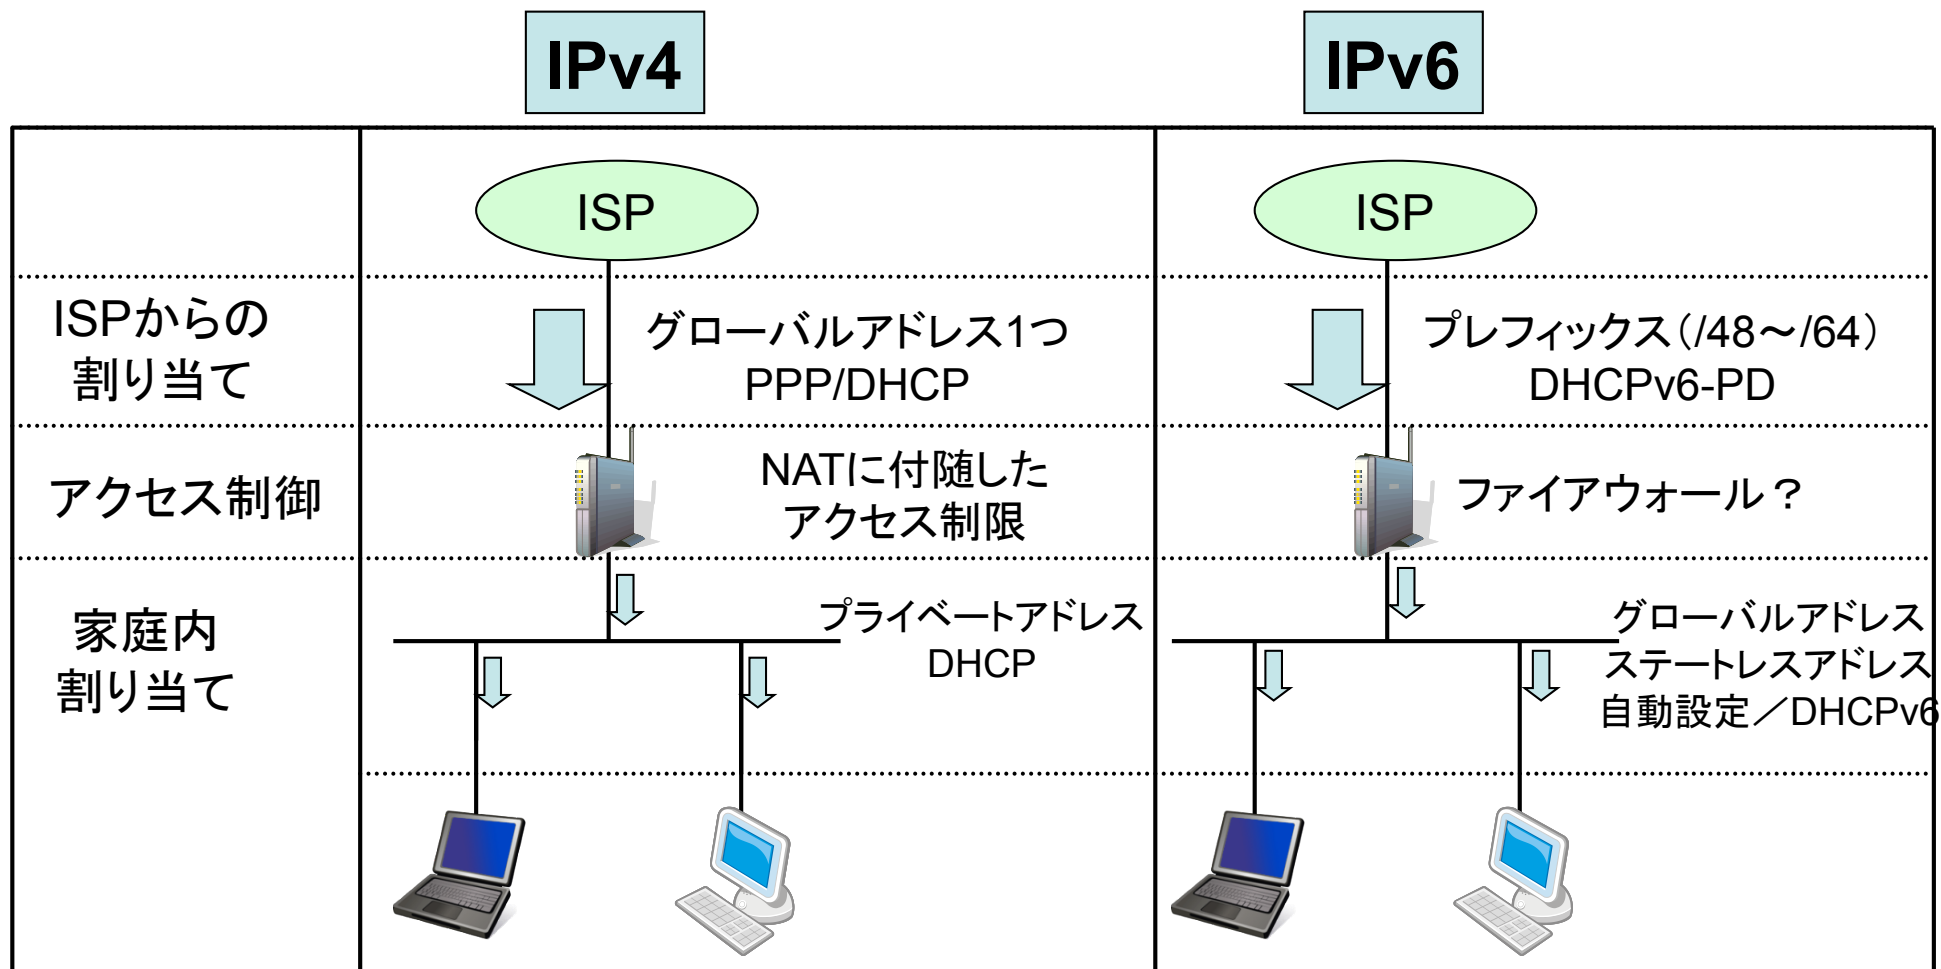 IPv4
IPv6
ISP
ISP
ISPからの
割り当て
グローバルアドレス1つ
PPP/DHCP
プレフィックス（/48～/64）
DHCPv6-PD
アクセス制御
NATに付随した
アクセス制限
ファイアウォール？
家庭内
割り当て
プライベートアドレス
DHCP
グローバルアドレス
ステートレスアドレス
自動設定／DHCPv6